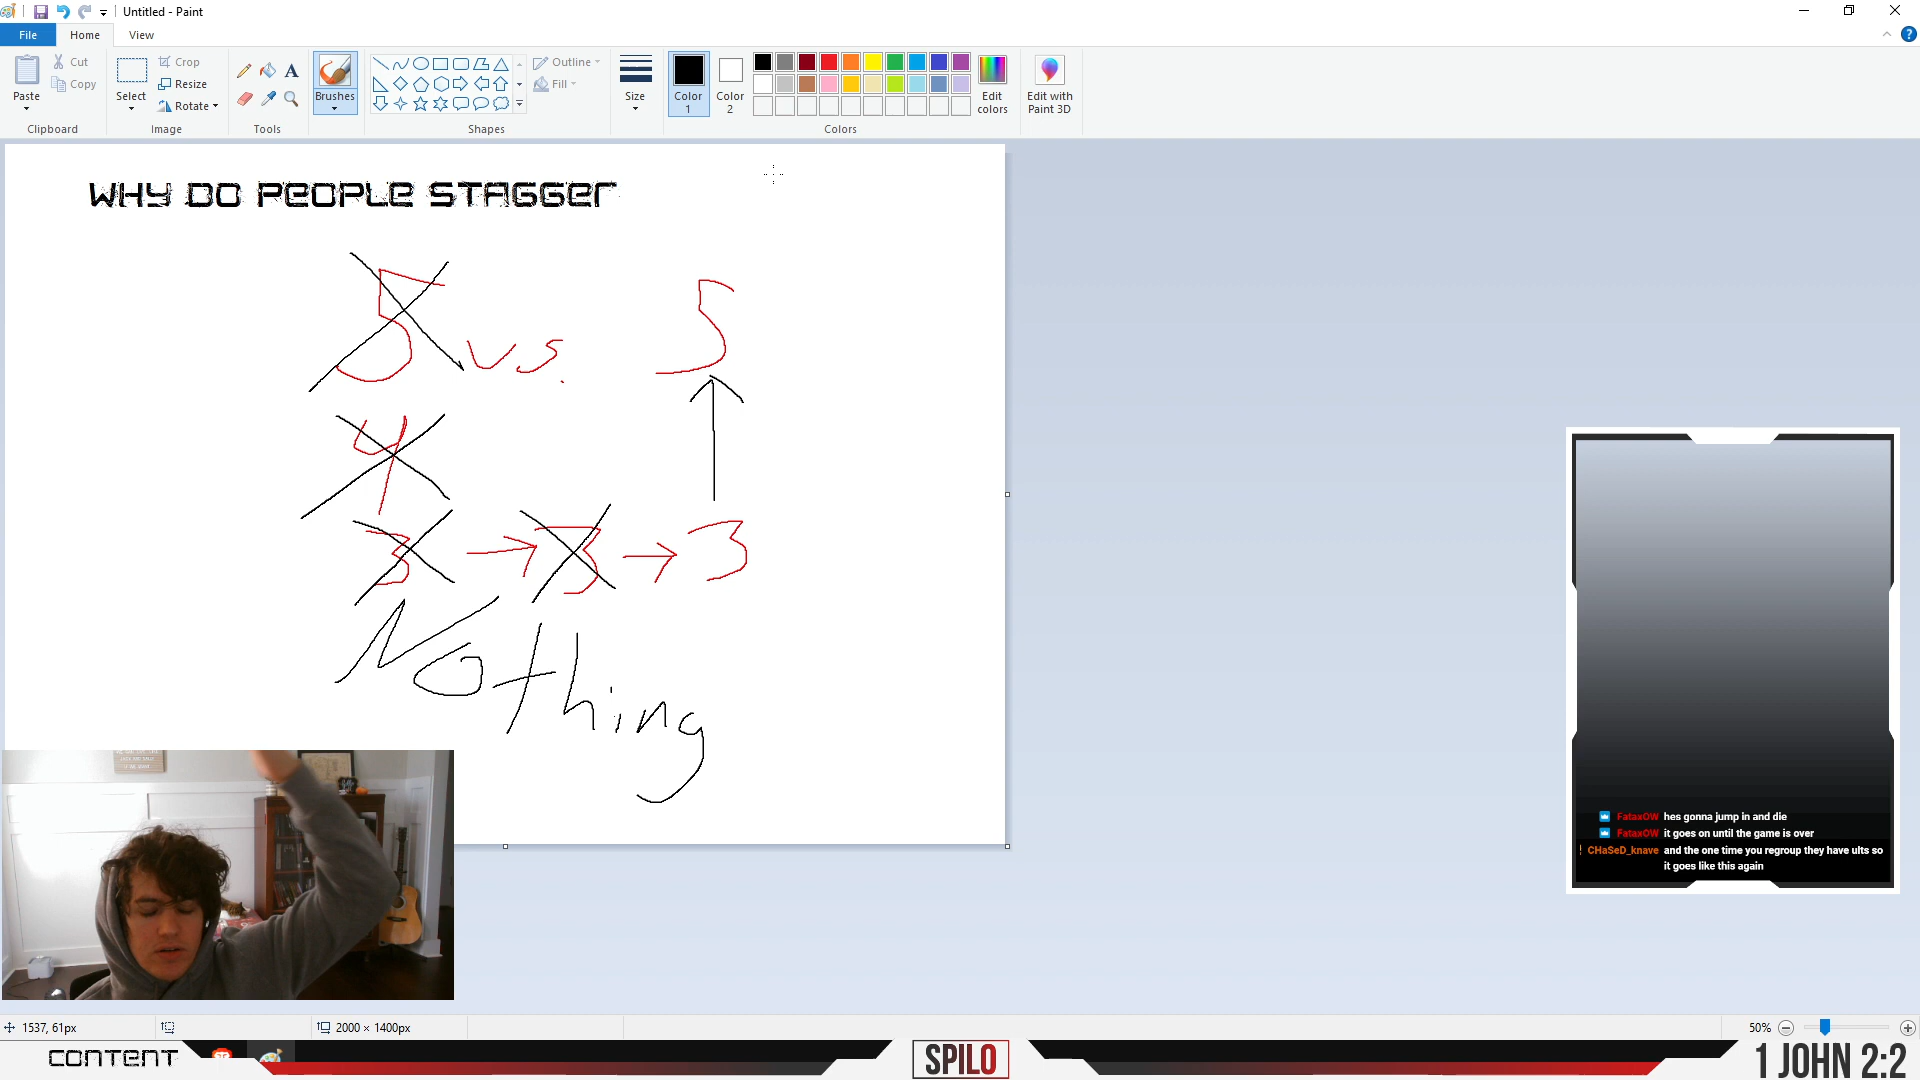 Untitled - Paint
File Home View
Paste Cut Copy Clipboard
Select Crop Resize Rotate Image
Tools
Brushes
Outline Fill Shapes
Size
Color 1 Color 2 Edit colors Colors
Edit with Paint 3D
WHY DO PEOPLE STAGGER
5 v.s. 5
4
3 → 3 → 3
Nothing
FataxOW hes gonna jump in and die
FataxOW it goes on until the game is over
CHaSeD_knave and the one time you regroup they have ults so
it goes like this again
1537, 61px 2000 × 1400px 50%
CONTENT SPILO 1 JOHN 2:2